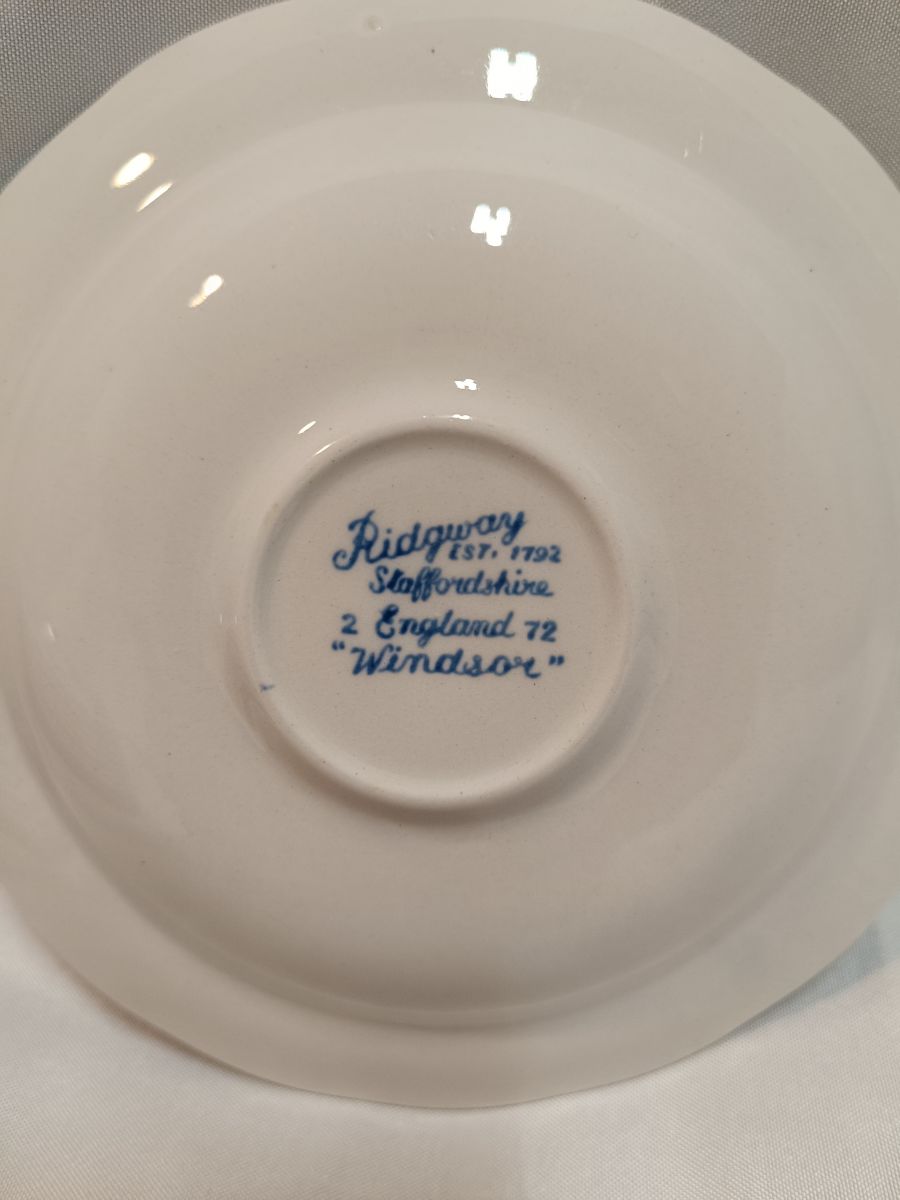 Ridgway
EST. 1792
Staffordshire
2 England 72
"Windsor"